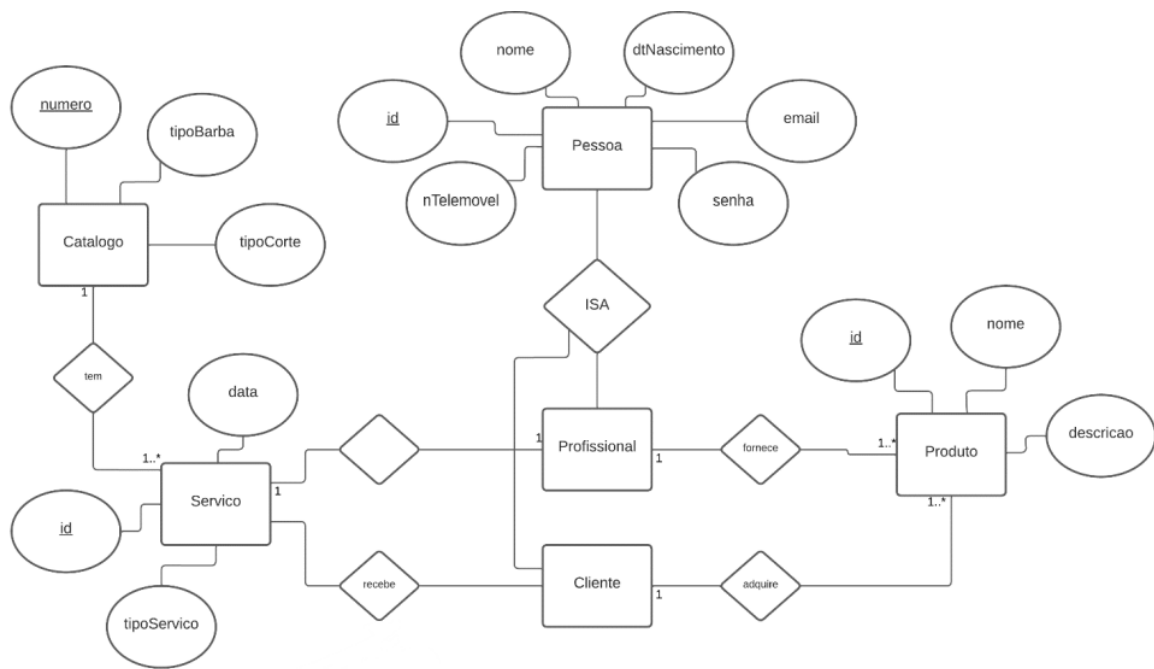 nome
dtNascimento
numero
id
email
tipoBarba
Pessoa
nTelemovel
senha
Catalogo
tipoCorte
1
ISA
nome
id
tem
data
1..*
1
Profissional
1
fornece
1..*
Produto
descricao
Servico
1
1..*
id
recebe
Cliente
1
adquire
tipoServico